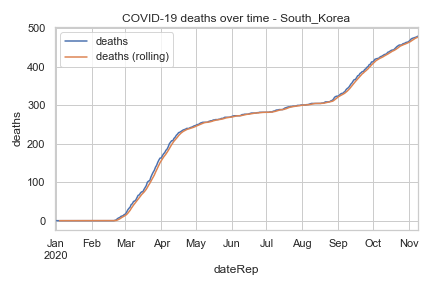 COVID-19 deaths over time - South_Korea
deaths
deaths (rolling)
500
400
300
200
100
0
deaths
Jan Feb Mar Apr May Jun Jul Aug Sep Oct Nov
2020
dateRep